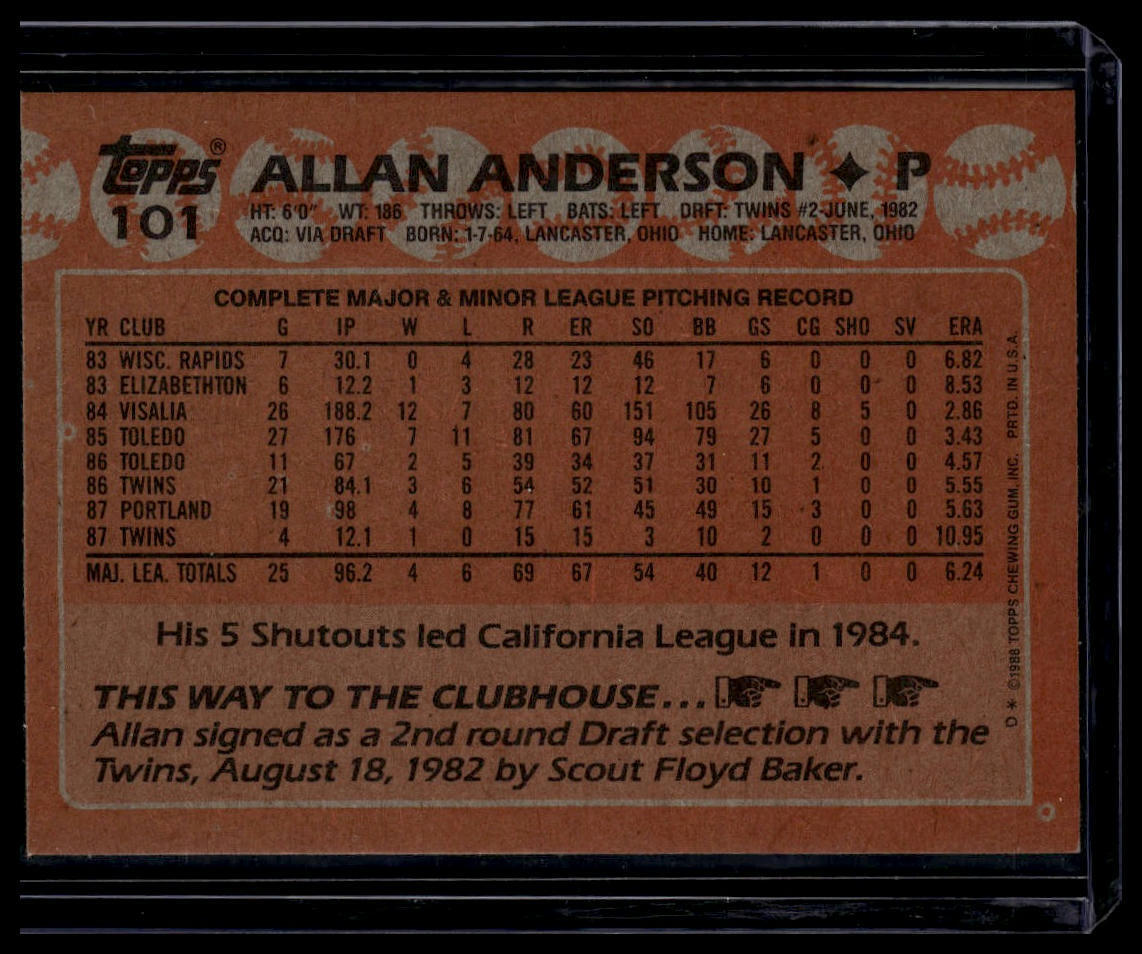 topps® ALLAN ANDERSON ✦ P
101 HT: 6'0" WT: 186 THROWS: LEFT BATS: LEFT DRFT: TWINS #2-JUNE, 1982
ACQ: VIA DRAFT BORN: 1-7-64, LANCASTER, OHIO HOME: LANCASTER, OHIO
COMPLETE MAJOR & MINOR LEAGUE PITCHING RECORD
YR CLUB G IP W L R ER SO BB GS CG SHO SV ERA
83 WISC. RAPIDS 7 30.1 0 4 28 23 46 17 6 0 0 0 6.82
83 ELIZABETHTON 6 12.2 1 3 12 12 12 7 6 0 0 0 8.53
84 VISALIA 26 188.2 12 7 80 60 151 105 26 8 5 0 2.86
85 TOLEDO 27 176 7 11 81 67 94 79 27 5 0 0 3.43
86 TOLEDO 11 67 2 5 39 34 37 31 11 2 0 0 4.57
86 TWINS 21 84.1 3 6 54 52 51 30 10 1 0 0 5.55
87 PORTLAND 19 98 4 8 77 61 45 49 15 3 0 0 5.63
87 TWINS 4 12.1 1 0 15 15 3 10 2 0 0 0 10.95
MAJ. LEA. TOTALS 25 96.2 4 6 69 67 54 40 12 1 0 0 6.24
His 5 Shutouts led California League in 1984.
THIS WAY TO THE CLUBHOUSE...
Allan signed as a 2nd round Draft selection with the
Twins, August 18, 1982 by Scout Floyd Baker.
D * ©1988 TOPPS CHEWING GUM, INC. PRTD. IN U.S.A.